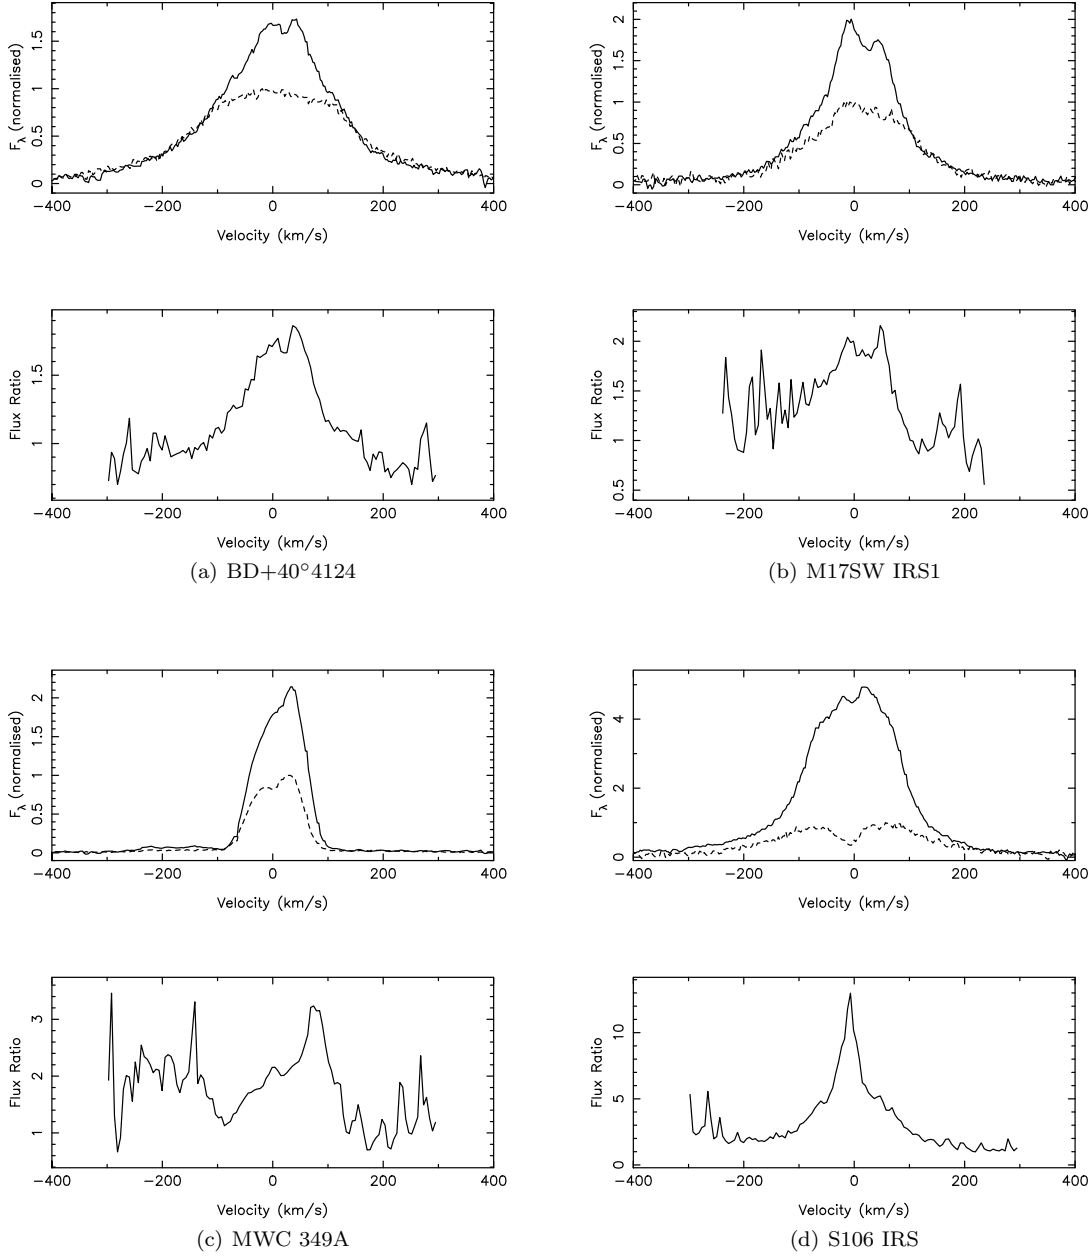 1.5
1
0.5
0
F_λ (normalised)
−400 −200 0 200 400
Velocity (km/s)
2
1.5
1
0.5
0
F_λ (normalised)
−400 −200 0 200 400
Velocity (km/s)
1.5
1
Flux Ratio
−400 −200 0 200 400
Velocity (km/s)
(a) BD+40°4124
2
1.5
1
0.5
Flux Ratio
−400 −200 0 200 400
Velocity (km/s)
(b) M17SW IRS1
2
1.5
1
0.5
0
F_λ (normalised)
−400 −200 0 200 400
Velocity (km/s)
4
2
0
F_λ (normalised)
−400 −200 0 200 400
Velocity (km/s)
3
2
1
Flux Ratio
−400 −200 0 200 400
Velocity (km/s)
(c) MWC 349A
10
5
0
Flux Ratio
−400 −200 0 200 400
Velocity (km/s)
(d) S106 IRS